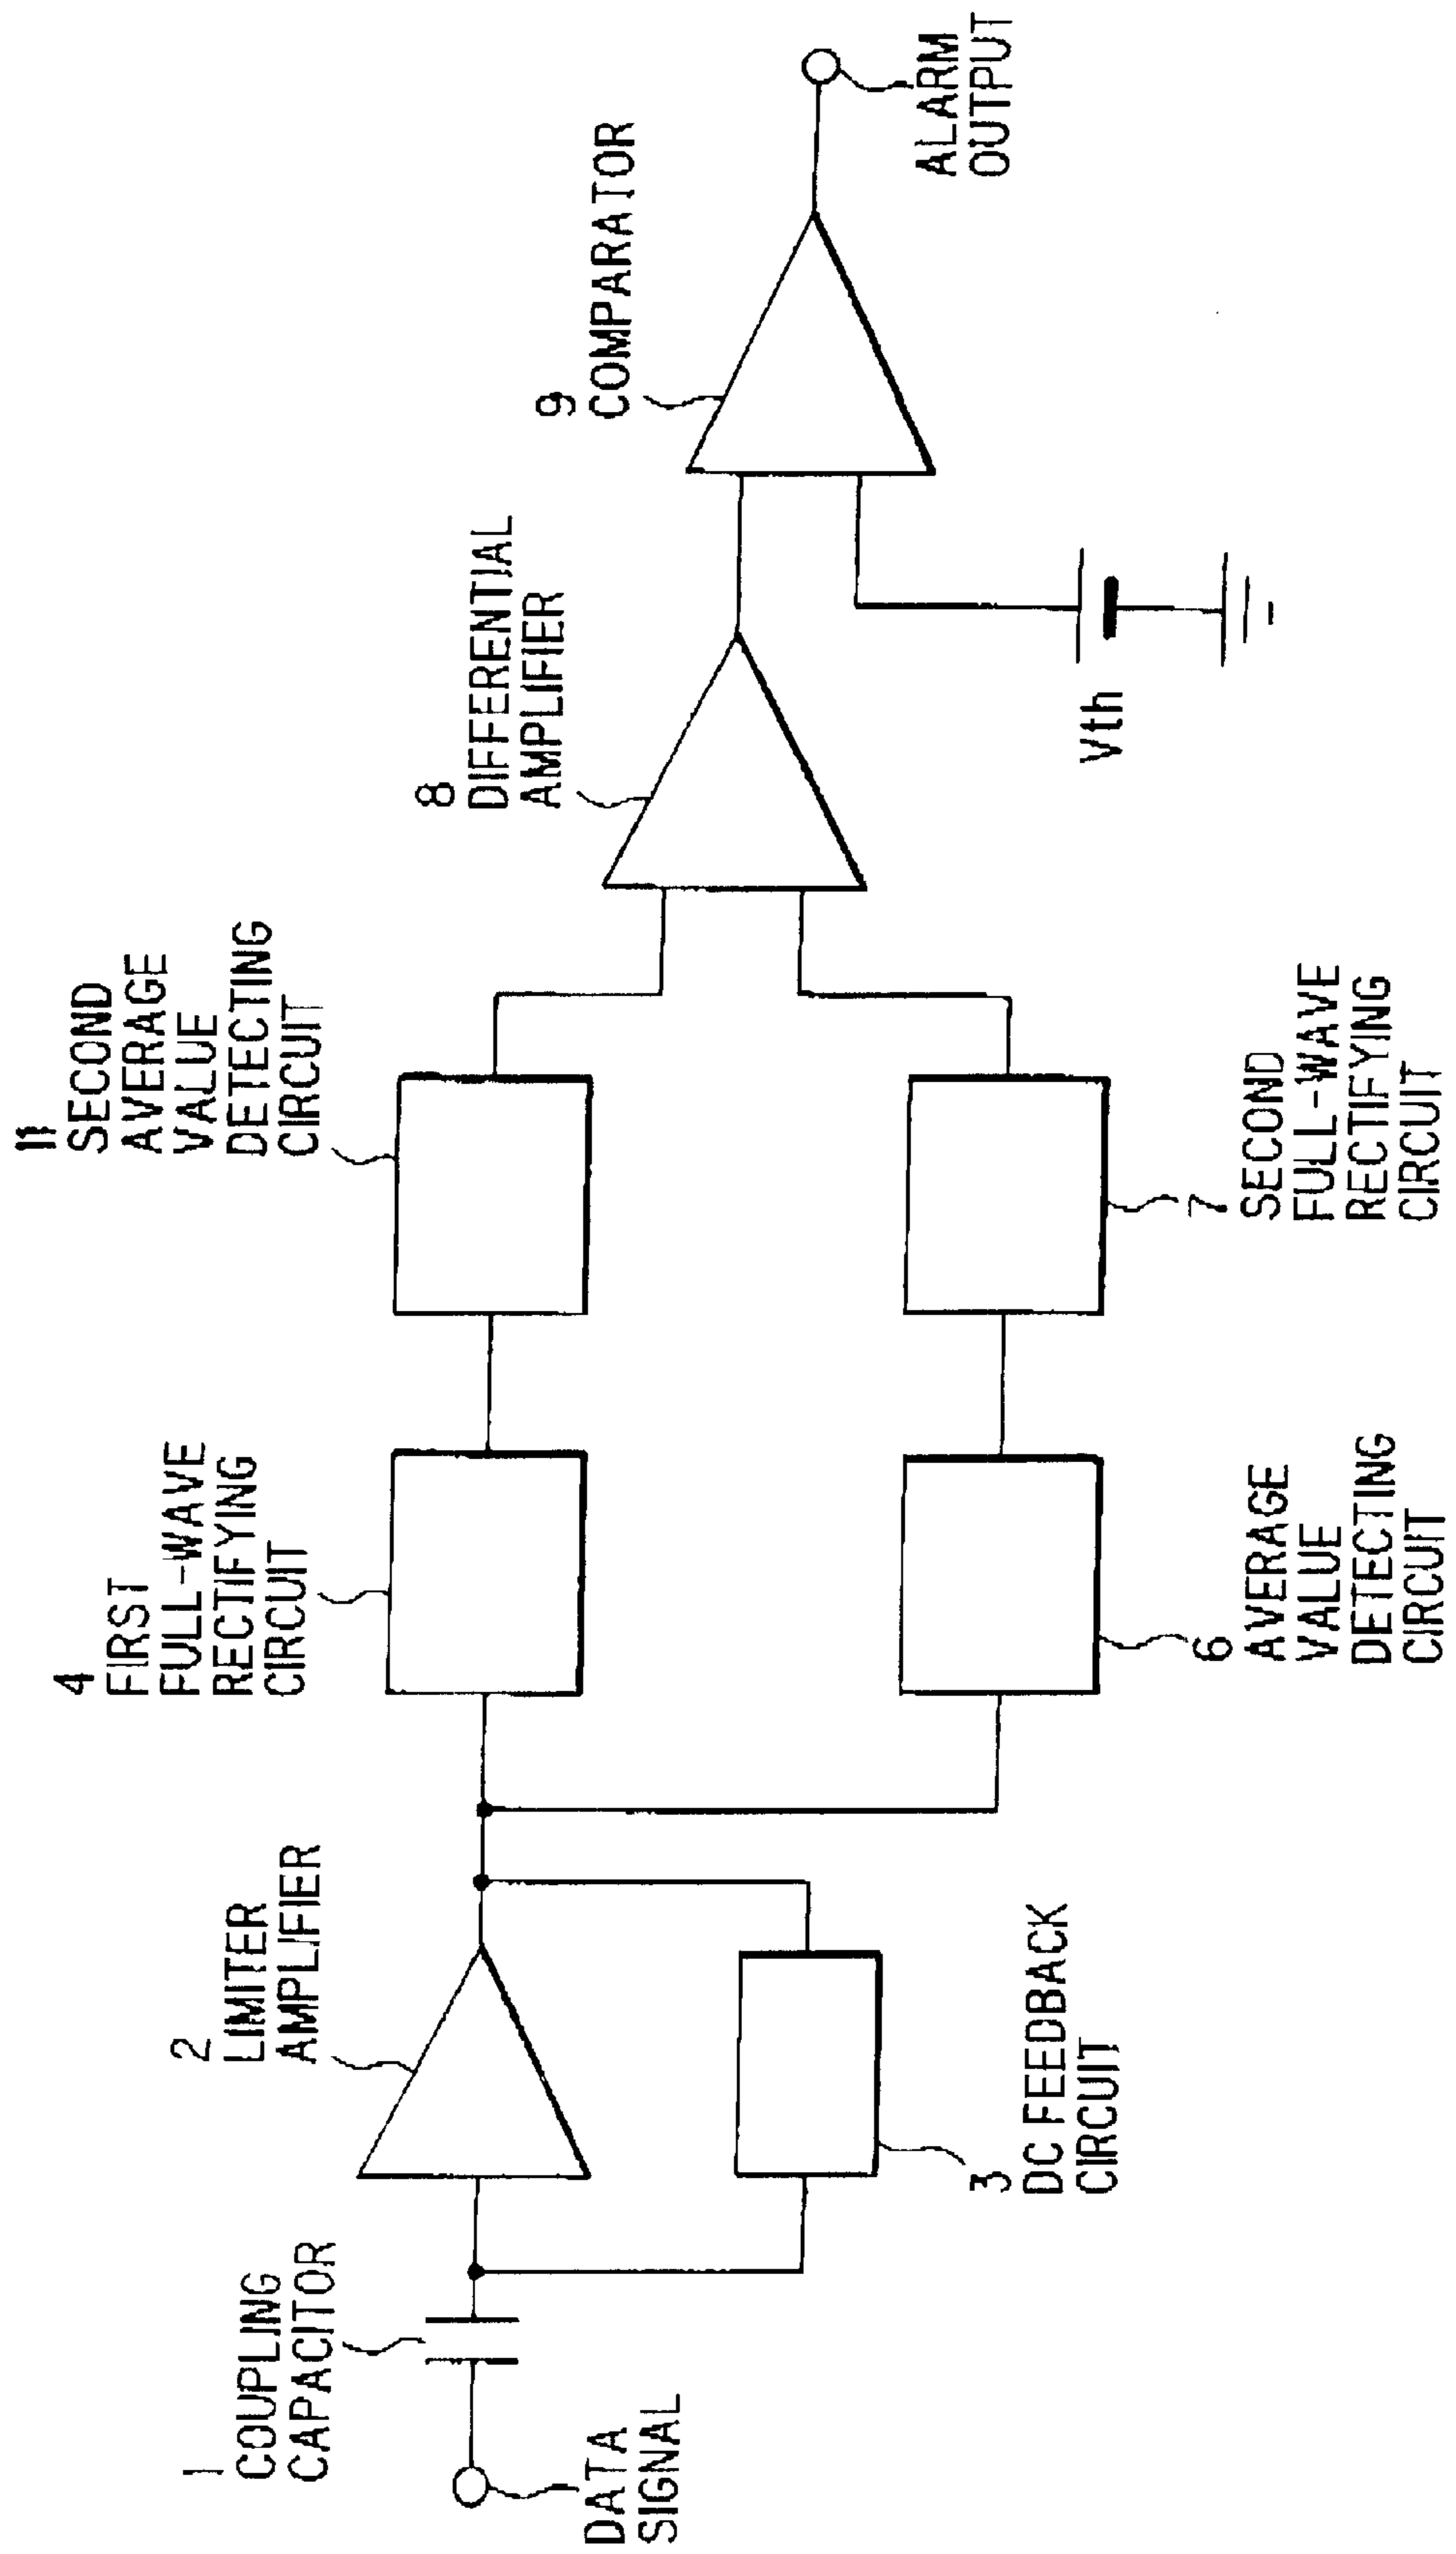 1
COUPLING
CAPACITOR
DATA
SIGNAL
2
LIMITER
AMPLIFIER
3
DC FEEDBACK
CIRCUIT
4
FIRST
FULL-WAVE
RECTIFYING
CIRCUIT
6
AVERAGE
VALUE
DETECTING
CIRCUIT
11
SECOND
AVERAGE
VALUE
DETECTING
CIRCUIT
7
SECOND
FULL-WAVE
RECTIFYING
CIRCUIT
8
DIFFERENTIAL
AMPLIFIER
Vth
9
COMPARATOR
ALARM
OUTPUT